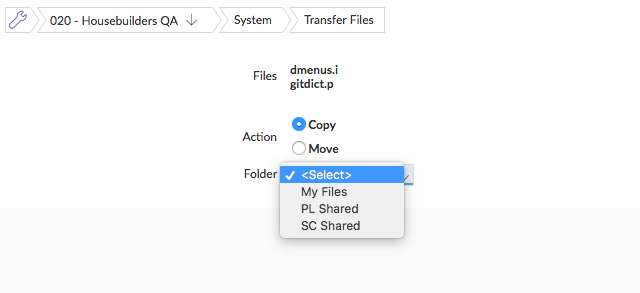 020 - Housebuilders QA System Transfer Files
Files dmenus.i
gitdict.p
Action Copy
Move
Folder <Select>
My Files
PL Shared
SC Shared